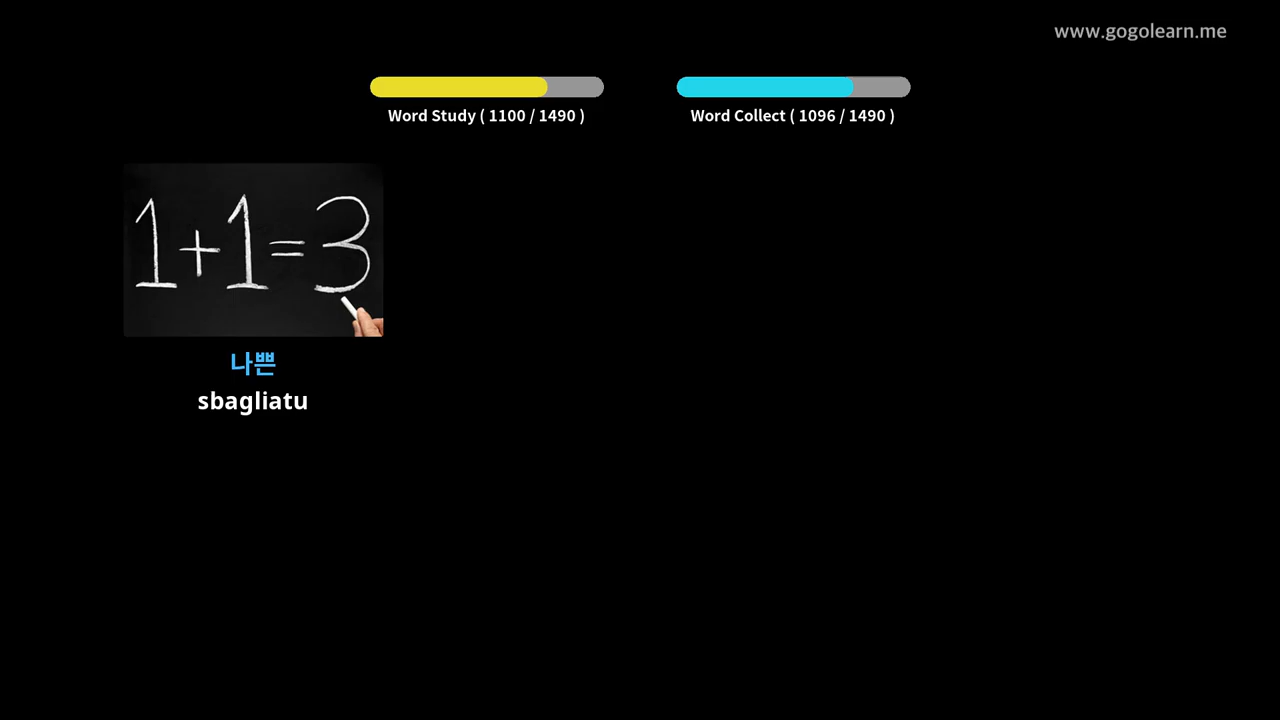 www.gogolearn.me
Word Study ( 1100 / 1490 )
Word Collect ( 1096 / 1490 )
1+1=3
나쁜
sbagliatu